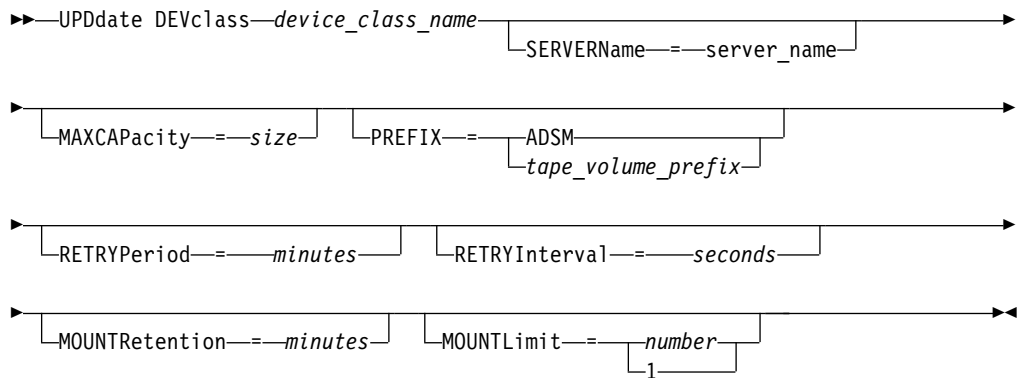 UPDdate DEVclass device_class_name
SERVERName = server_name
MAXCAPacity = size PREFIX = ADSM
tape_volume_prefix
RETRYPeriod = minutes RETRYInterval = seconds
MOUNTRetention = minutes MOUNTLimit = number
1